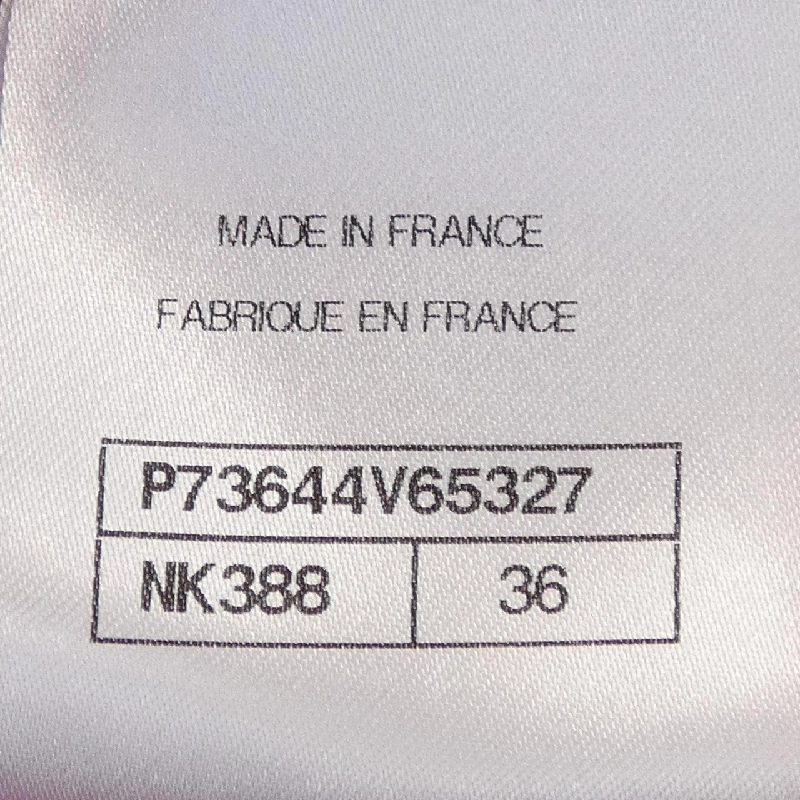 MADE IN FRANCE
FABRIQUE EN FRANCE
P73644V65327
NK388 36